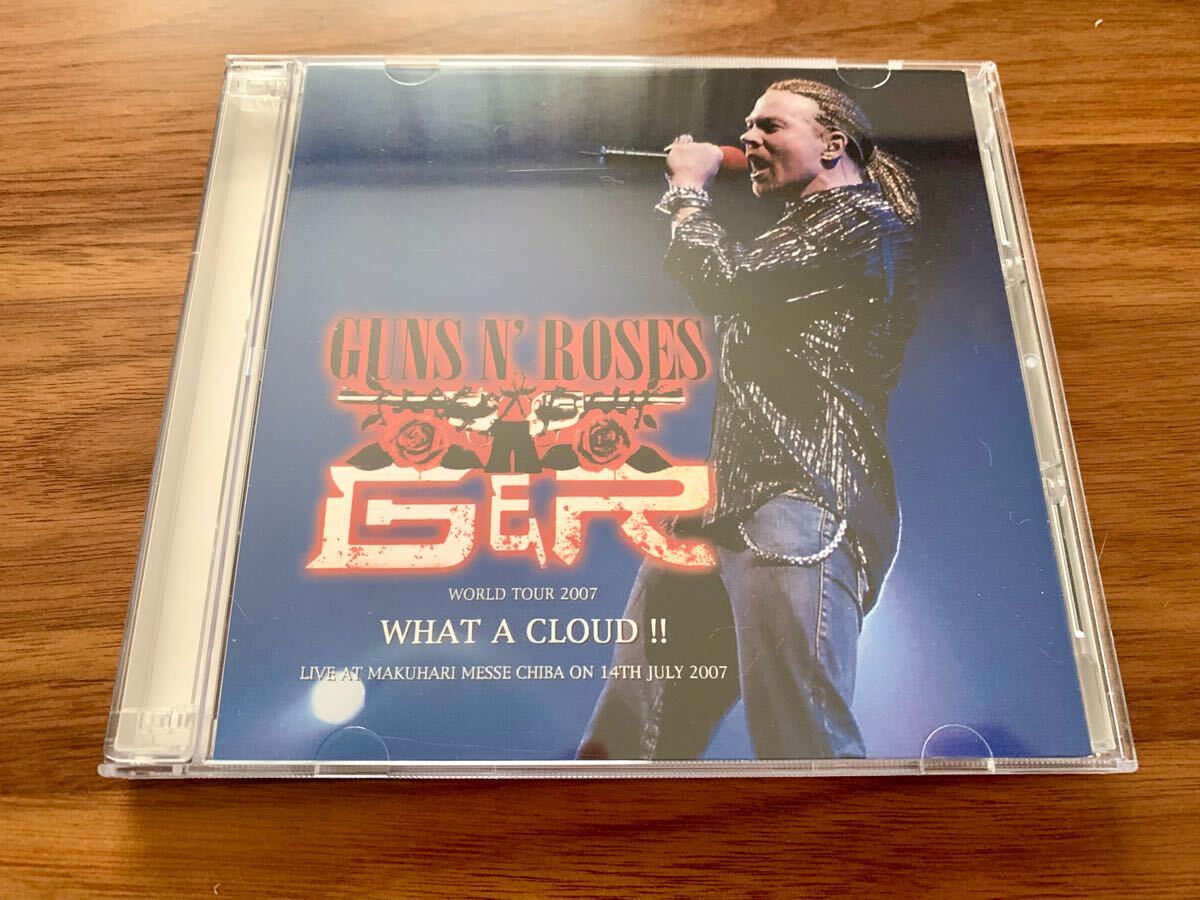 GUNS N' ROSES
G&R
WORLD TOUR 2007
WHAT A CLOUD !!
LIVE AT MAKUHARI MESSE CHIBA ON 14TH JULY 2007